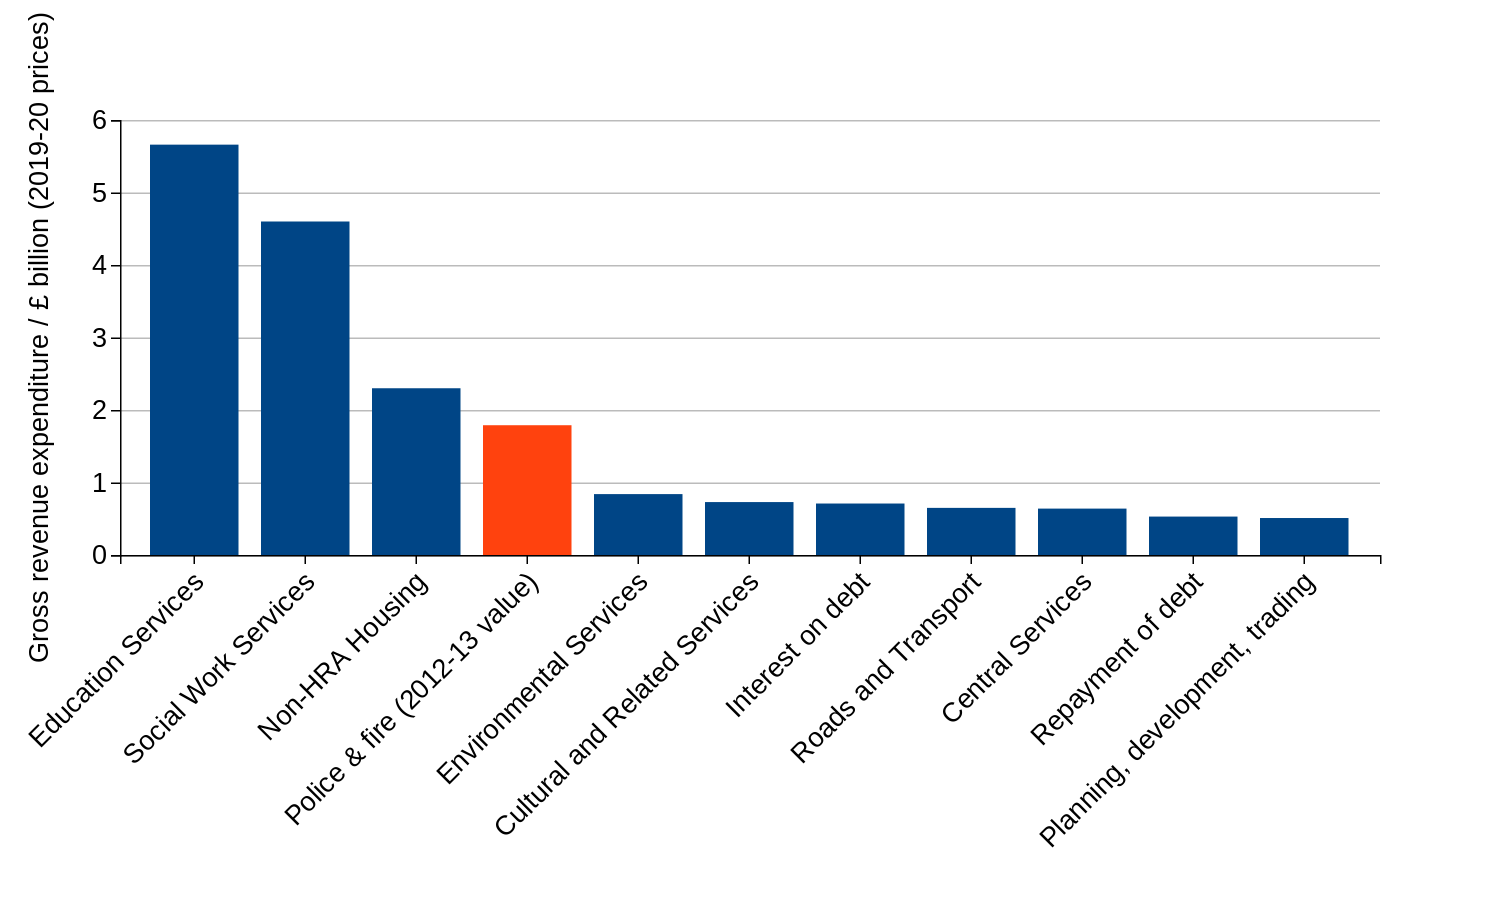 Gross revenue expenditure / £ billion (2019-20 prices)
6
5
4
3
2
1
0
Education Services
Social Work Services
Non-HRA Housing
Police & fire (2012-13 value)
Environmental Services
Cultural and Related Services
Interest on debt
Roads and Transport
Central Services
Repayment of debt
Planning, development, trading